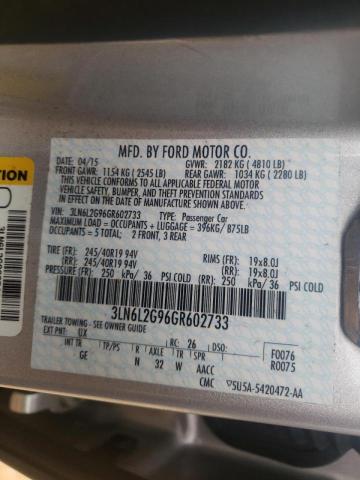 MFD. BY FORD MOTOR CO.
DATE: 04/15 GVWR: 2182 KG ( 4810 LB)
FRONT GAWR: 1154 KG ( 2545 LB) REAR GAWR: 1034 KG ( 2280 LB)
THIS VEHICLE CONFORMS TO ALL APPLICABLE FEDERAL MOTOR
VEHICLE SAFETY, BUMPER, AND THEFT PREVENTION STANDARDS IN
EFFECT ON THE DATE OF MANUFACTURE SHOWN ABOVE.
VEHICLE: 3LN6L2G96GR602733 TYPE: Passenger Car
MAXIMUM LOAD = OCCUPANTS + LUGGAGE = 396KG/ 875LB
OCCUPANTS = 5 TOTAL; 2 FRONT, 3 REAR
TIRE (FR): 245/40R19 94V RIMS (FR): 19x8.0J
TIRE (RR): 245/40R19 94V RIMS (RR): 19x8.0J
PRESSURE (FR): 250 kPa/ 36 PSI (RR): 250 kPa/ 36 PSI
3LN6L2G96GR602733
TRAILER TOWING - SEE OWNER GUIDE
EXT PNT: UX RC: 26 DSO: F0076
INT TR TP/PS R AXLE TR SPR R0075
GE N 32 W AACC
CMC ▽5U5A-5420472-AA